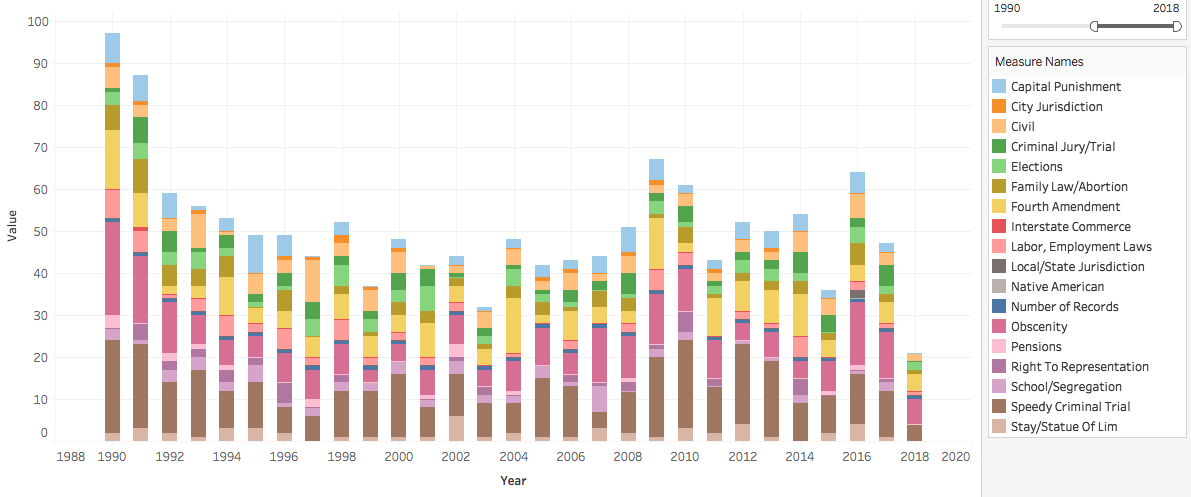 1990 2018
Measure Names
Capital Punishment
City Jurisdiction
Civil
Criminal Jury/Trial
Elections
Family Law/Abortion
Fourth Amendment
Interstate Commerce
Labor, Employment Laws
Local/State Jurisdiction
Native American
Number of Records
Obscenity
Pensions
Right To Representation
School/Segregation
Speedy Criminal Trial
Stay/Statue Of Lim
Value
100
90
80
70
60
50
40
30
20
10
0
1988 1990 1992 1994 1996 1998 2000 2002 2004 2006 2008 2010 2012 2014 2016 2018 2020
Year